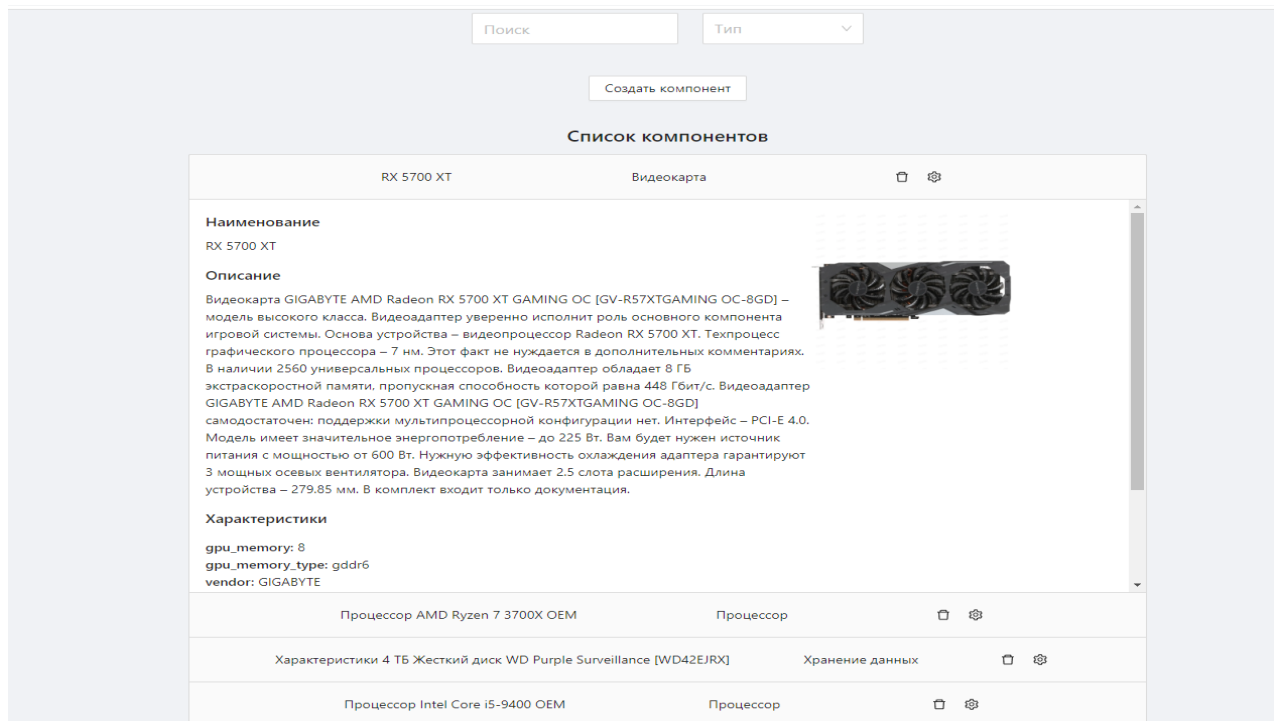 Поиск
Тип
Создать компонент
Список компонентов
RX 5700 XT Видеокарта
Наименование
RX 5700 XT
Описание
Видеокарта GIGABYTE AMD Radeon RX 5700 XT GAMING OC [GV-R57XTGAMING OC-8GD] –
модель высокого класса. Видеоадаптер уверенно исполнит роль основного компонента
игровой системы. Основа устройства – видеопроцессор Radeon RX 5700 XT. Техпроцесс
графического процессора – 7 нм. Этот факт не нуждается в дополнительных комментариях.
В наличии 2560 универсальных процессоров. Видеоадаптер обладает 8 ГБ
экстраскоростной памяти, пропускная способность которой равна 448 Гбит/с. Видеоадаптер
GIGABYTE AMD Radeon RX 5700 XT GAMING OC [GV-R57XTGAMING OC-8GD]
самодостаточен: поддержки мультипроцессорной конфигурации нет. Интерфейс – PCI-E 4.0.
Модель имеет значительное энергопотребление – до 225 Вт. Вам будет нужен источник
питания с мощностью от 600 Вт. Нужную эффективность охлаждения адаптера гарантируют
3 мощных осевых вентилятора. Видеокарта занимает 2.5 слота расширения. Длина
устройства – 279.85 мм. В комплект входит только документация.
Характеристики
gpu_memory: 8
gpu_memory_type: gddr6
vendor: GIGABYTE
Процессор AMD Ryzen 7 3700X OEM Процессор
Характеристики 4 ТБ Жесткий диск WD Purple Surveillance [WD42EJRX] Хранение данных
Процессор Intel Core i5-9400 OEM Процессор